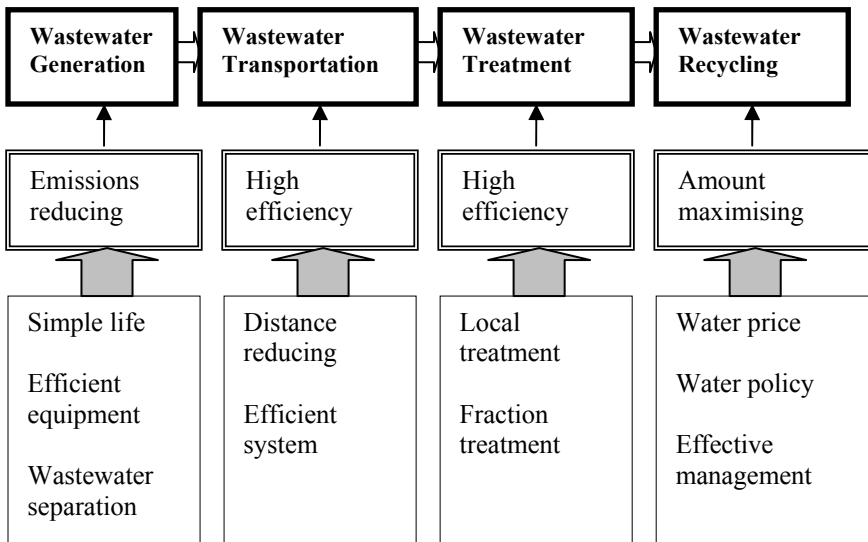 Wastewater
Generation
Wastewater
Transportation
Wastewater
Treatment
Wastewater
Recycling
Emissions
reducing
High
efficiency
High
efficiency
Amount
maximising
Simple life
Efficient
equipment
Wastewater
separation
Distance
reducing
Efficient
system
Local
treatment
Fraction
treatment
Water price
Water policy
Effective
management